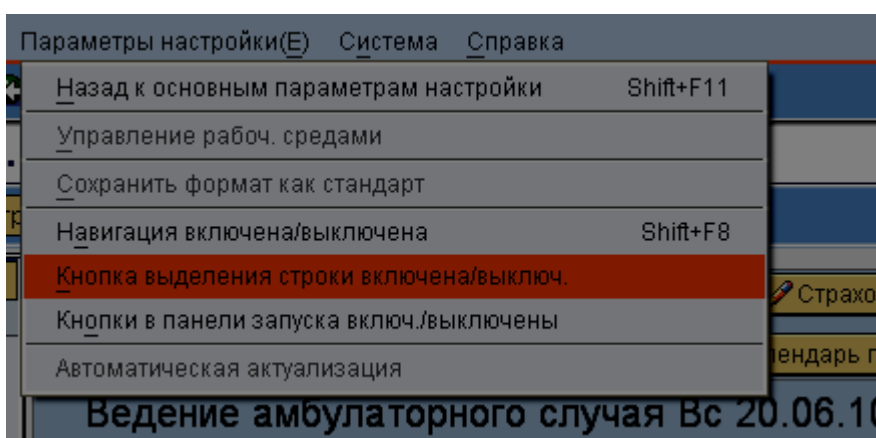 Параметры настройки(E) Система Справка
Назад к основным параметрам настройки Shift+F11
Управление рабоч. средами
Сохранить формат как стандарт
Навигация включена/выключена Shift+F8
Кнопка выделения строки включена/выключ.
Кнопки в панели запуска включ./выключены
Автоматическая актуализация
Ведение амбулаторного случая Вс 20.06.10